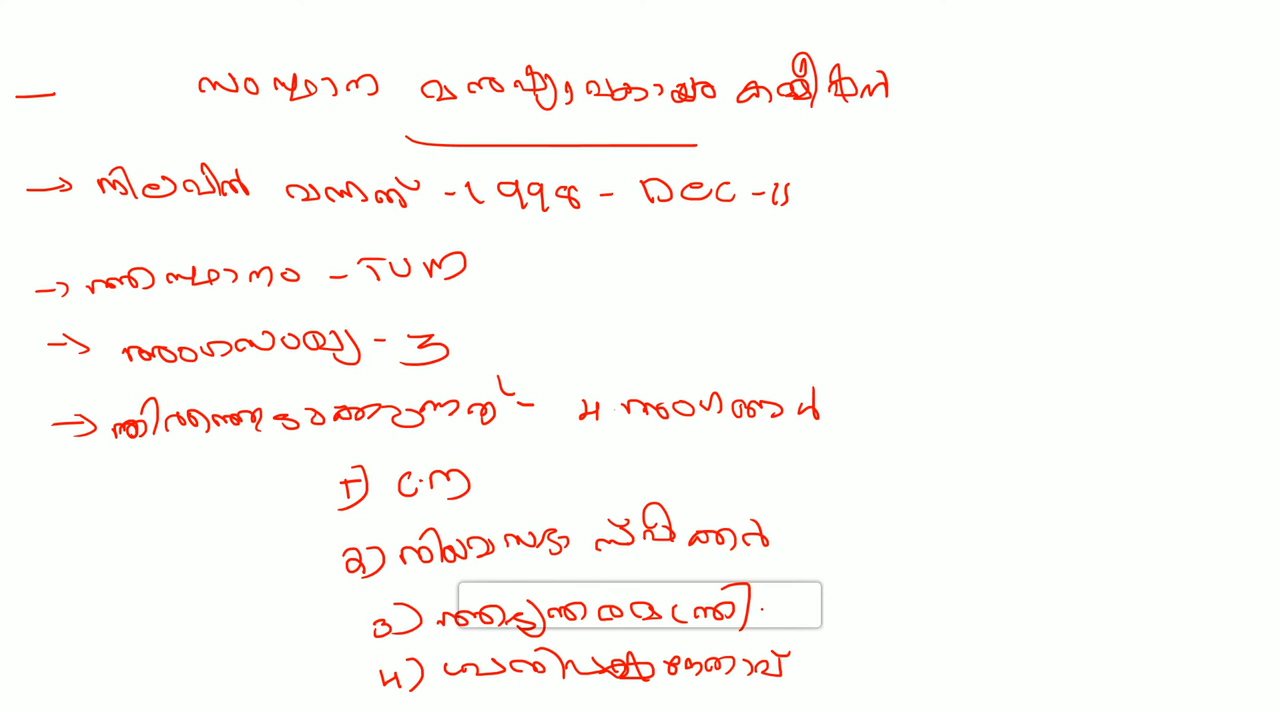 — സംസ്ഥാന മനുഷ്യാവകാശ കമ്മീഷൻ
→ നിലവിൽ വന്നത് - 1998 - DEC - 11
→ ആസ്ഥാനം - TVM
→ അംഗസംഖ്യ - 3
→ തിരഞ്ഞെടുക്കുന്നത് - 4 അംഗങ്ങൾ
1) C.M
2) നിയമസഭാ സ്പീക്കർ
3) ആഭ്യന്തരമന്ത്രി.
4) പ്രതിപക്ഷനേതാവ്